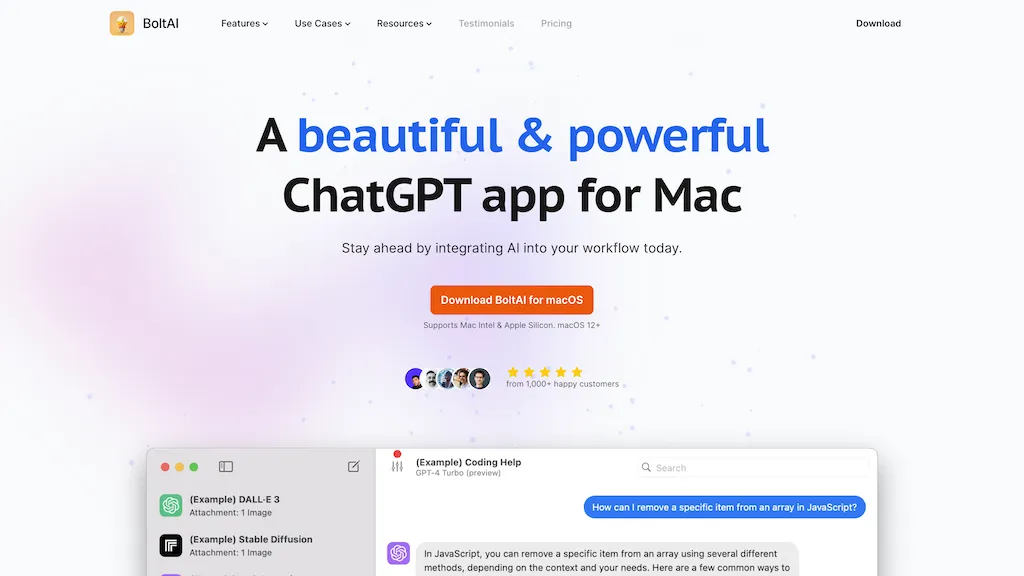 BoltAI
Features
Use Cases
Resources
Testimonials
Pricing
Download
A beautiful & powerful
ChatGPT app for Mac
Stay ahead by integrating AI into your workflow today.
Download BoltAI for macOS
Supports Mac Intel & Apple Silicon. macOS 12+
from 1,000+ happy customers
(Example) DALL·E 3
Attachment: 1 Image
(Example) Stable Diffusion
Attachment: 1 Image
(Example) Coding Help
GPT-4 Turbo (preview)
Search
How can I remove a specific item from an array in JavaScript?
In JavaScript, you can remove a specific item from an array using several different
methods, depending on the context and your needs. Here are a few common ways to